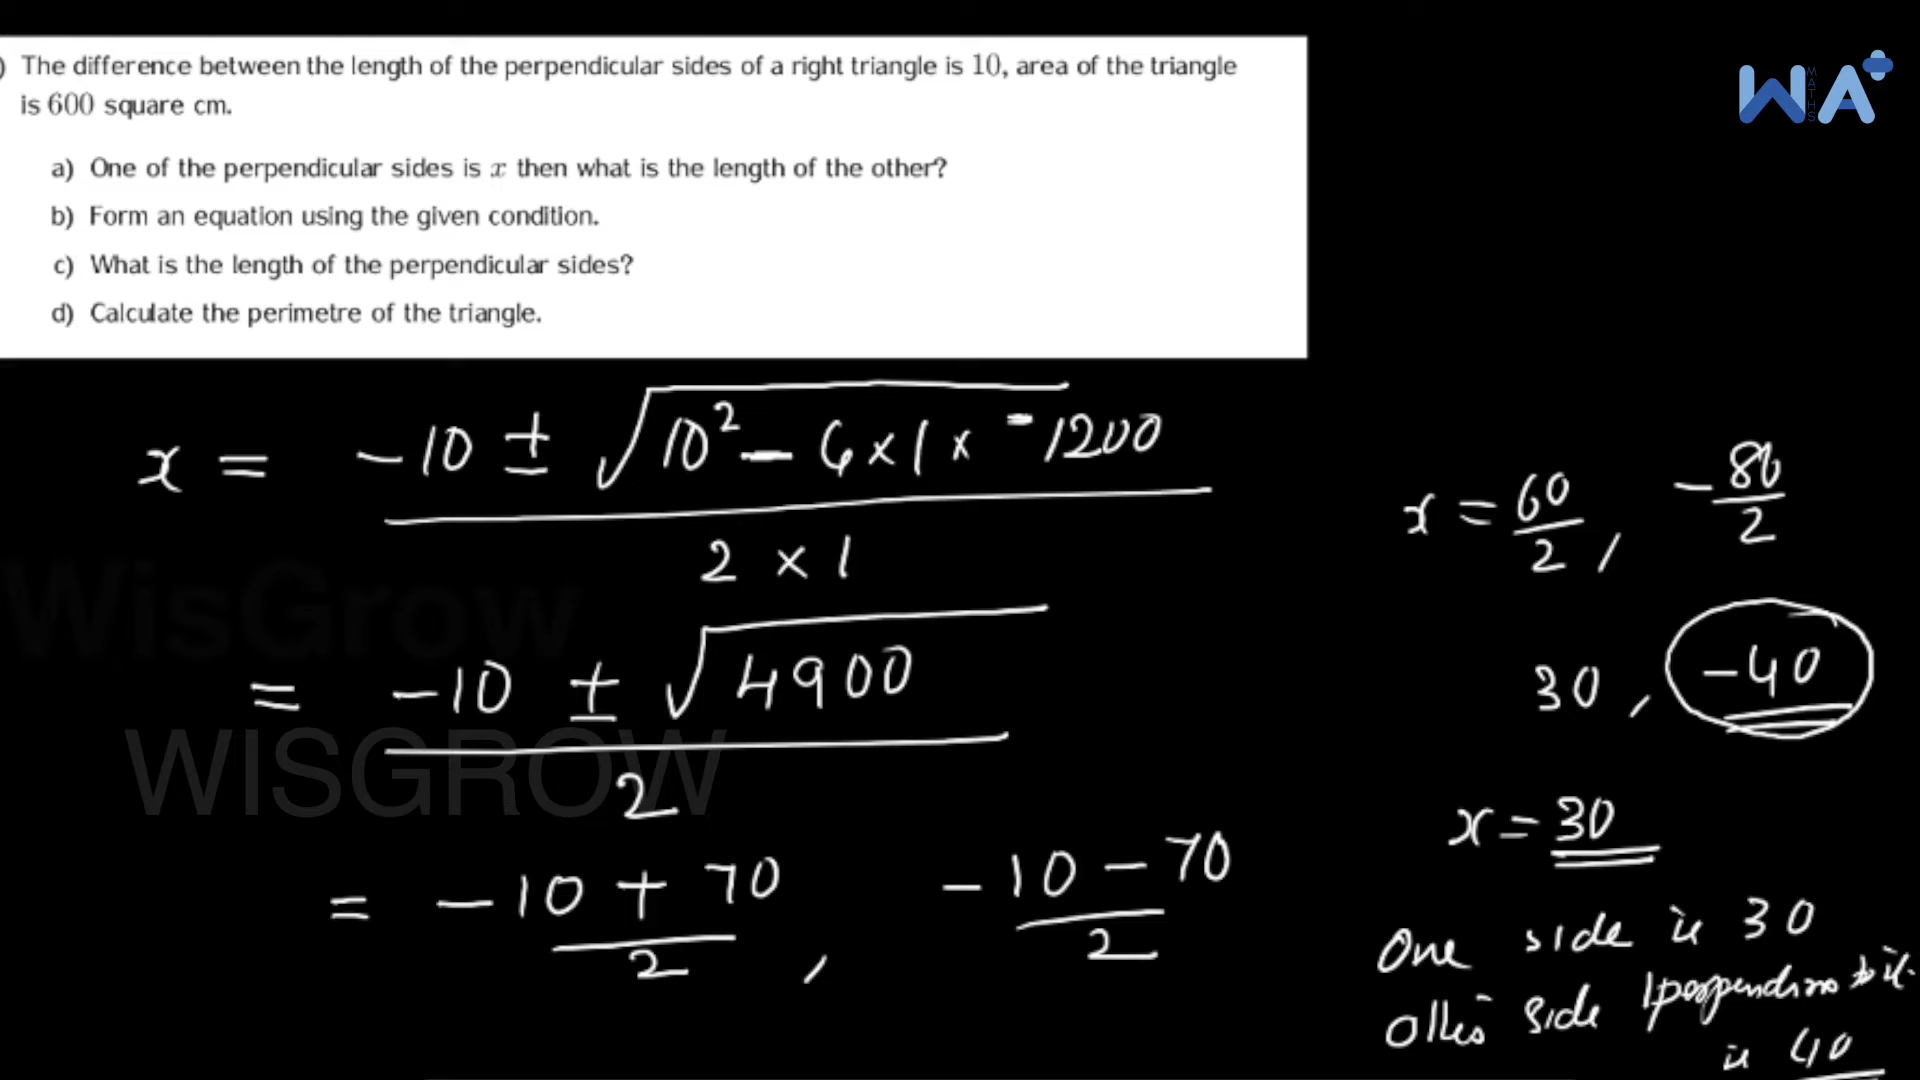 ) The difference between the length of the perpendicular sides of a right triangle is 10, area of the triangle
is 600 square cm.
a) One of the perpendicular sides is x then what is the length of the other?
b) Form an equation using the given condition.
c) What is the length of the perpendicular sides?
d) Calculate the perimetre of the triangle.
WA+
MATHS
x = (-10 ± √(10² - 4×1× -1200)) / (2 × 1)
= (-10 ± √4900) / 2
= (-10 + 70)/2 , (-10 - 70)/2
x = 60/2 , -80/2
30 , -40
x = 30
One side is 30
side
is 40
WisGrow
WISGROW